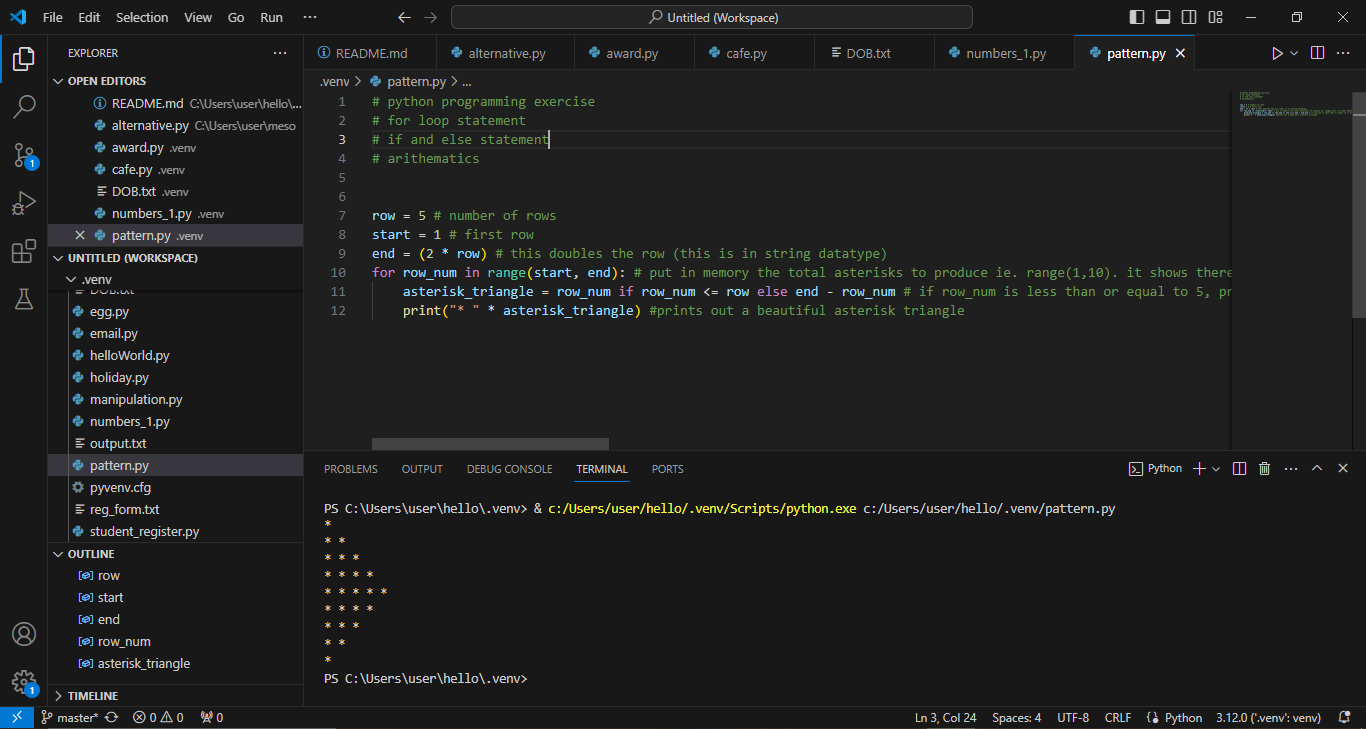 File Edit Selection View Go Run ··· Untitled (Workspace)
EXPLORER ···
OPEN EDITORS
README.md C:\Users\user\hello\...
alternative.py C:\Users\user\meso
award.py .venv
cafe.py .venv
DOB.txt .venv
numbers_1.py .venv
pattern.py .venv
UNTITLED (WORKSPACE)
.venv
DOB.txt
egg.py
email.py
helloWorld.py
holiday.py
manipulation.py
numbers_1.py
output.txt
pattern.py
pyvenv.cfg
reg_form.txt
student_register.py
OUTLINE
row
start
end
row_num
asterisk_triangle
TIMELINE
1
1
README.md alternative.py award.py cafe.py DOB.txt numbers_1.py pattern.py
.venv > pattern.py > ...
1 # python programming exercise
2 # for loop statement
3 # if and else statement
4 # arithematics
5
6
7 row = 5 # number of rows
8 start = 1 # first row
9 end = (2 * row) # this doubles the row (this is in string datatype)
10 for row_num in range(start, end): # put in memory the total asterisks to produce ie. range(1,10). it shows there
11 asterisk_triangle = row_num if row_num <= row else end - row_num # if row_num is less than or equal to 5, pr
12 print("* " * asterisk_triangle) #prints out a beautiful asterisk triangle
PROBLEMS OUTPUT DEBUG CONSOLE TERMINAL PORTS Python
PS C:\Users\user\hello\.venv> & c:/Users/user/hello/.venv/Scripts/python.exe c:/Users/user/hello/.venv/pattern.py
*
* *
* * *
* * * *
* * * * *
* * * *
* * *
* *
*
PS C:\Users\user\hello\.venv>
master* 0 0 0 Ln 3, Col 24 Spaces: 4 UTF-8 CRLF Python 3.12.0 ('.venv': venv)